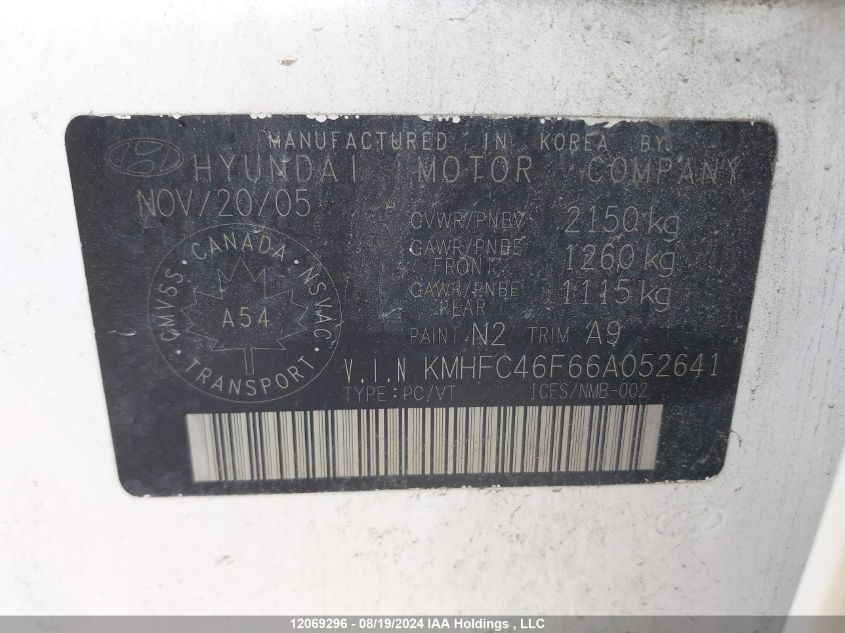 MANUFACTURED IN KOREA BY
HYUNDAI MOTOR COMPANY
NOV/20/05
GVWR/PNBV 2150 kg
GAWR/PNBE FRONT 1260 kg
GAWR/PNBE REAR 1115 kg
CANADA · NSVAC · TRANSPORT · CMVSS
A54
PAINT N2 TRIM A9
V.I.N KMHFC46F66A052641
TYPE:PC/VT ICES/NMB-002
12069296 - 08/19/2024 IAA Holdings , LLC